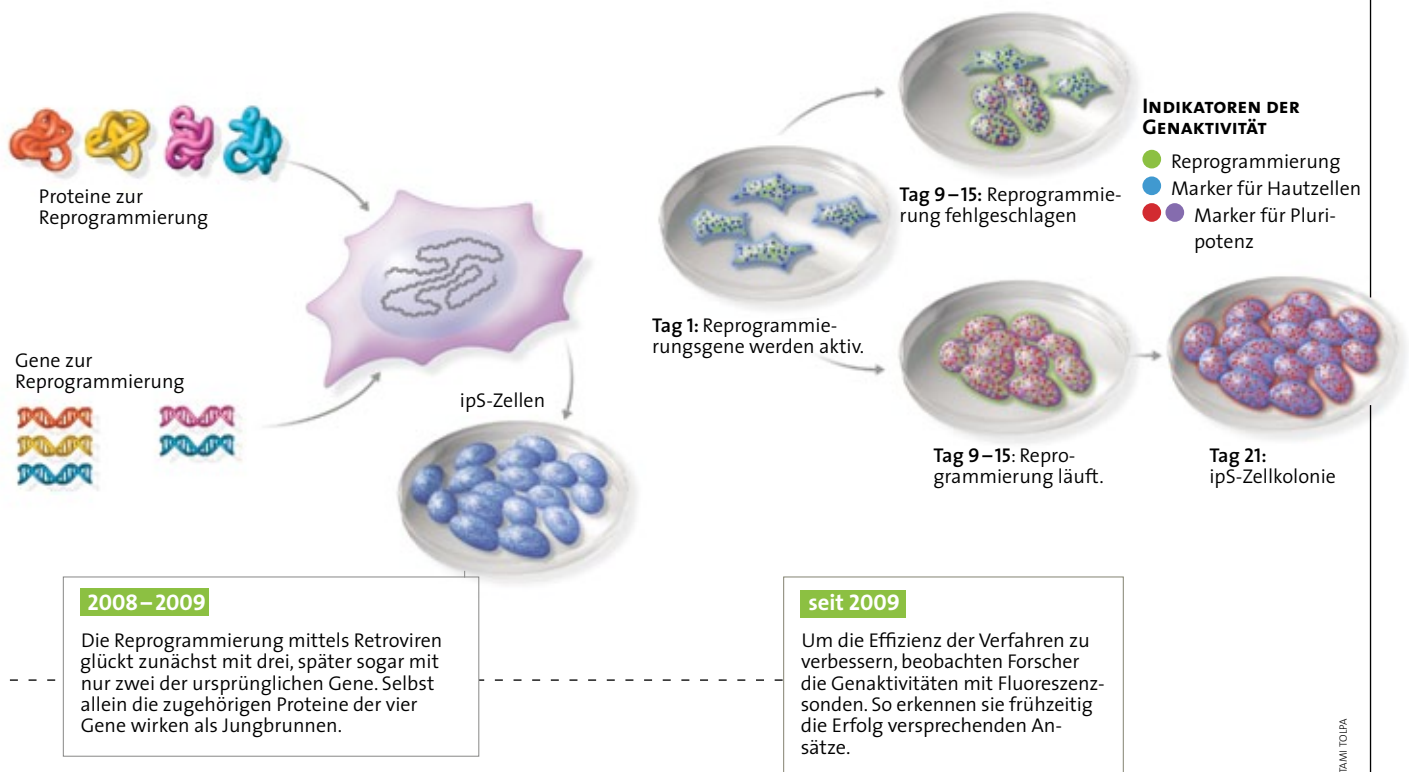 Proteine zur
Reprogrammierung
Gene zur
Reprogrammierung
ipS-Zellen
2008–2009
Die Reprogrammierung mittels Retroviren
glückt zunächst mit drei, später sogar mit
nur zwei der ursprünglichen Gene. Selbst
allein die zugehörigen Proteine der vier
Gene wirken als Jungbrunnen.
Tag 1: Reprogrammie-
rungsgene werden aktiv.
Tag 9–15: Reprogrammie-
rung fehlgeschlagen
INDIKATOREN DER
GENAKTIVITÄT
Reprogrammierung
Marker für Hautzellen
Marker für Pluri-
potenz
Tag 9–15: Repro-
grammierung läuft.
Tag 21:
ipS-Zellkolonie
seit 2009
Um die Effizienz der Verfahren zu
verbessern, beobachten Forscher
die Genaktivitäten mit Fluoreszenz-
sonden. So erkennen sie frühzeitig
die Erfolg versprechenden An-
sätze.
TAMI TOLPA